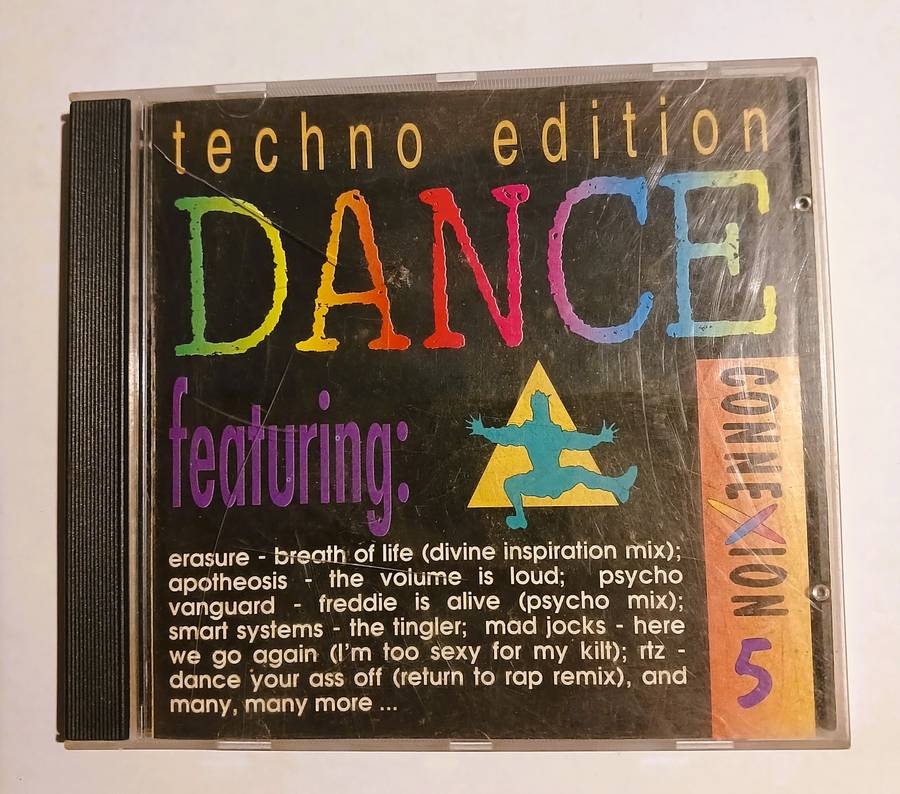 techno edition
DANCE
CONNEXION 5
featuring:
erasure - breath of life (divine inspiration mix);
apotheosis - the volume is loud; psycho
vanguard - freddie is alive (psycho mix);
smart systems - the tingler; mad jocks - here
we go again (I'm too sexy for my kilt); rtz -
dance your ass off (return to rap remix), and
many, many more ...